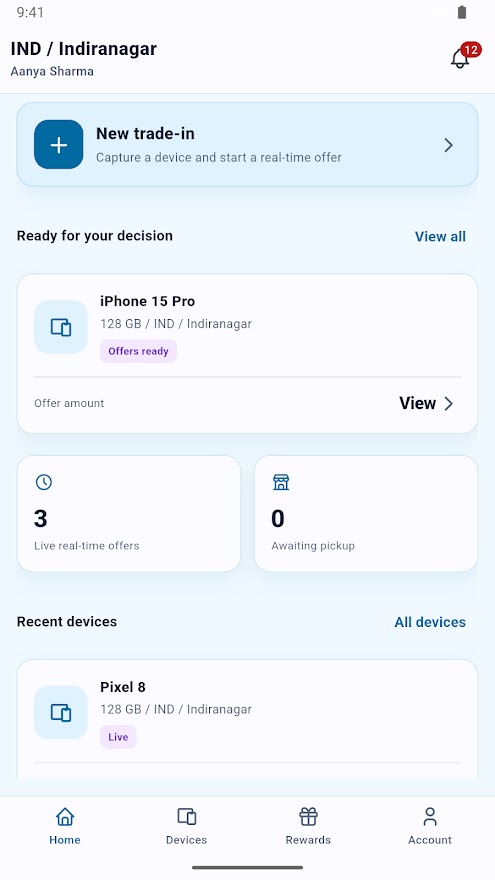 9:41
IND / Indiranagar
Aanya Sharma
12
New trade-in
Capture a device and start a real-time offer
Ready for your decision
View all
iPhone 15 Pro
128 GB / IND / Indiranagar
Offers ready
Offer amount
View
3
Live real-time offers
0
Awaiting pickup
Recent devices
All devices
Pixel 8
128 GB / IND / Indiranagar
Live
Home
Devices
Rewards
Account